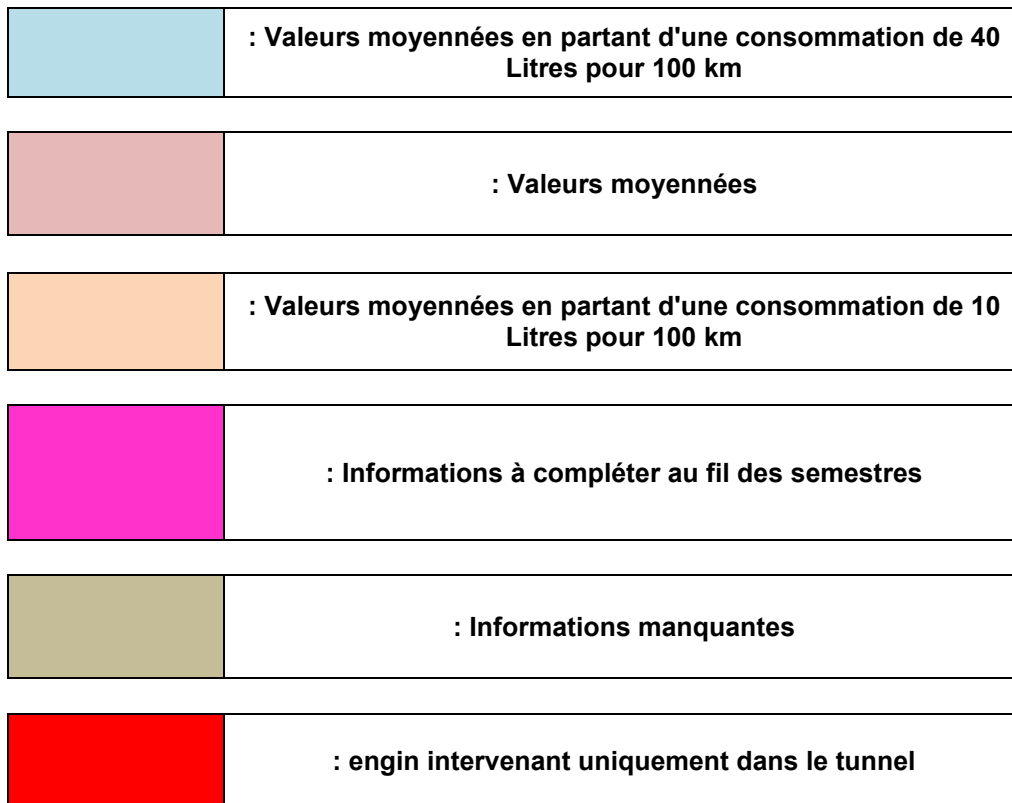 : Valeurs moyennées en partant d'une consommation de 40
Litres pour 100 km
: Valeurs moyennées
: Valeurs moyennées en partant d'une consommation de 10
Litres pour 100 km
: Informations à compléter au fil des semestres
: Informations manquantes
: engin intervenant uniquement dans le tunnel